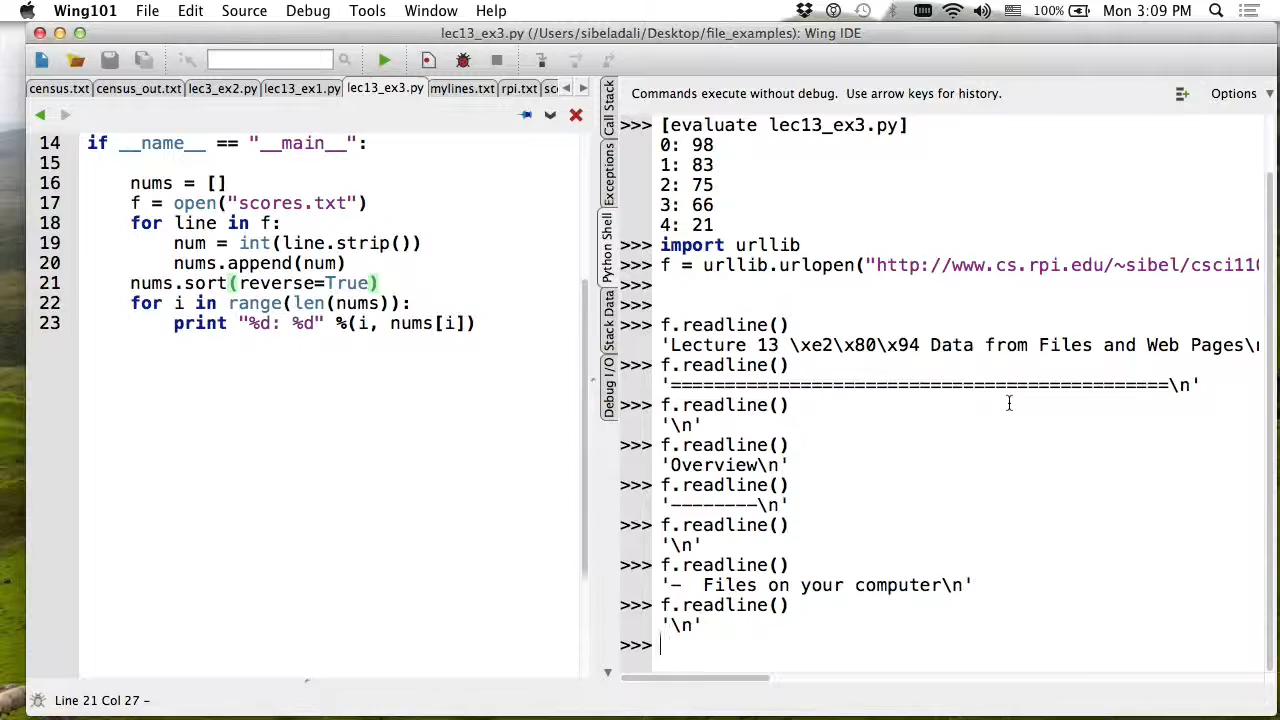 Wing101 File Edit Source Debug Tools Window Help 100% Mon 3:09 PM
lec13_ex3.py (/Users/sibeladali/Desktop/file_examples): Wing IDE
census.txt census_out.txt lec3_ex2.py lec13_ex1.py lec13_ex3.py mylines.txt rpi.txt
14 if __name__ == "__main__":
15
16 nums = []
17 f = open("scores.txt")
18 for line in f:
19 num = int(line.strip())
20 nums.append(num)
21 nums.sort(reverse=True)
22 for i in range(len(nums)):
23 print "%d: %d" %(i, nums[i])
Line 21 Col 27 –
Call Stack
Exceptions
Python Shell
Stack Data
Debug I/O
Commands execute without debug. Use arrow keys for history. Options
>>> [evaluate lec13_ex3.py]
0: 98
1: 83
2: 75
3: 66
4: 21
>>> import urllib
>>> f = urllib.urlopen("http://www.cs.rpi.edu/~sibel/csci110
>>>
>>>
>>> f.readline()
'Lecture 13 \xe2\x80\x94 Data from Files and Web Pages\n
>>> f.readline()
'==============================================\n'
>>> f.readline()
'\n'
>>> f.readline()
'Overview\n'
>>> f.readline()
'--------\n'
>>> f.readline()
'\n'
>>> f.readline()
'-  Files on your computer\n'
>>> f.readline()
'\n'
>>>